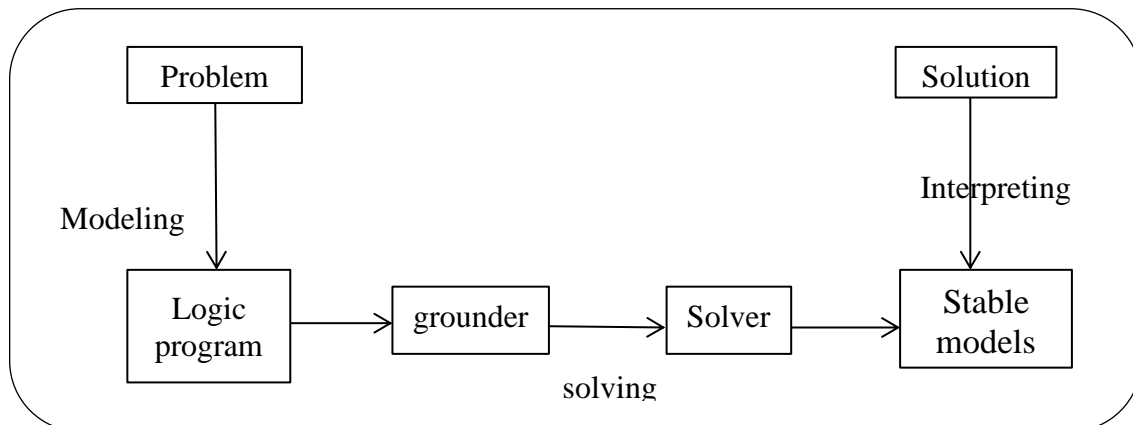 Problem
Solution
Interpreting
Modeling
Logic
program
grounder
Solver
Stable
models
solving